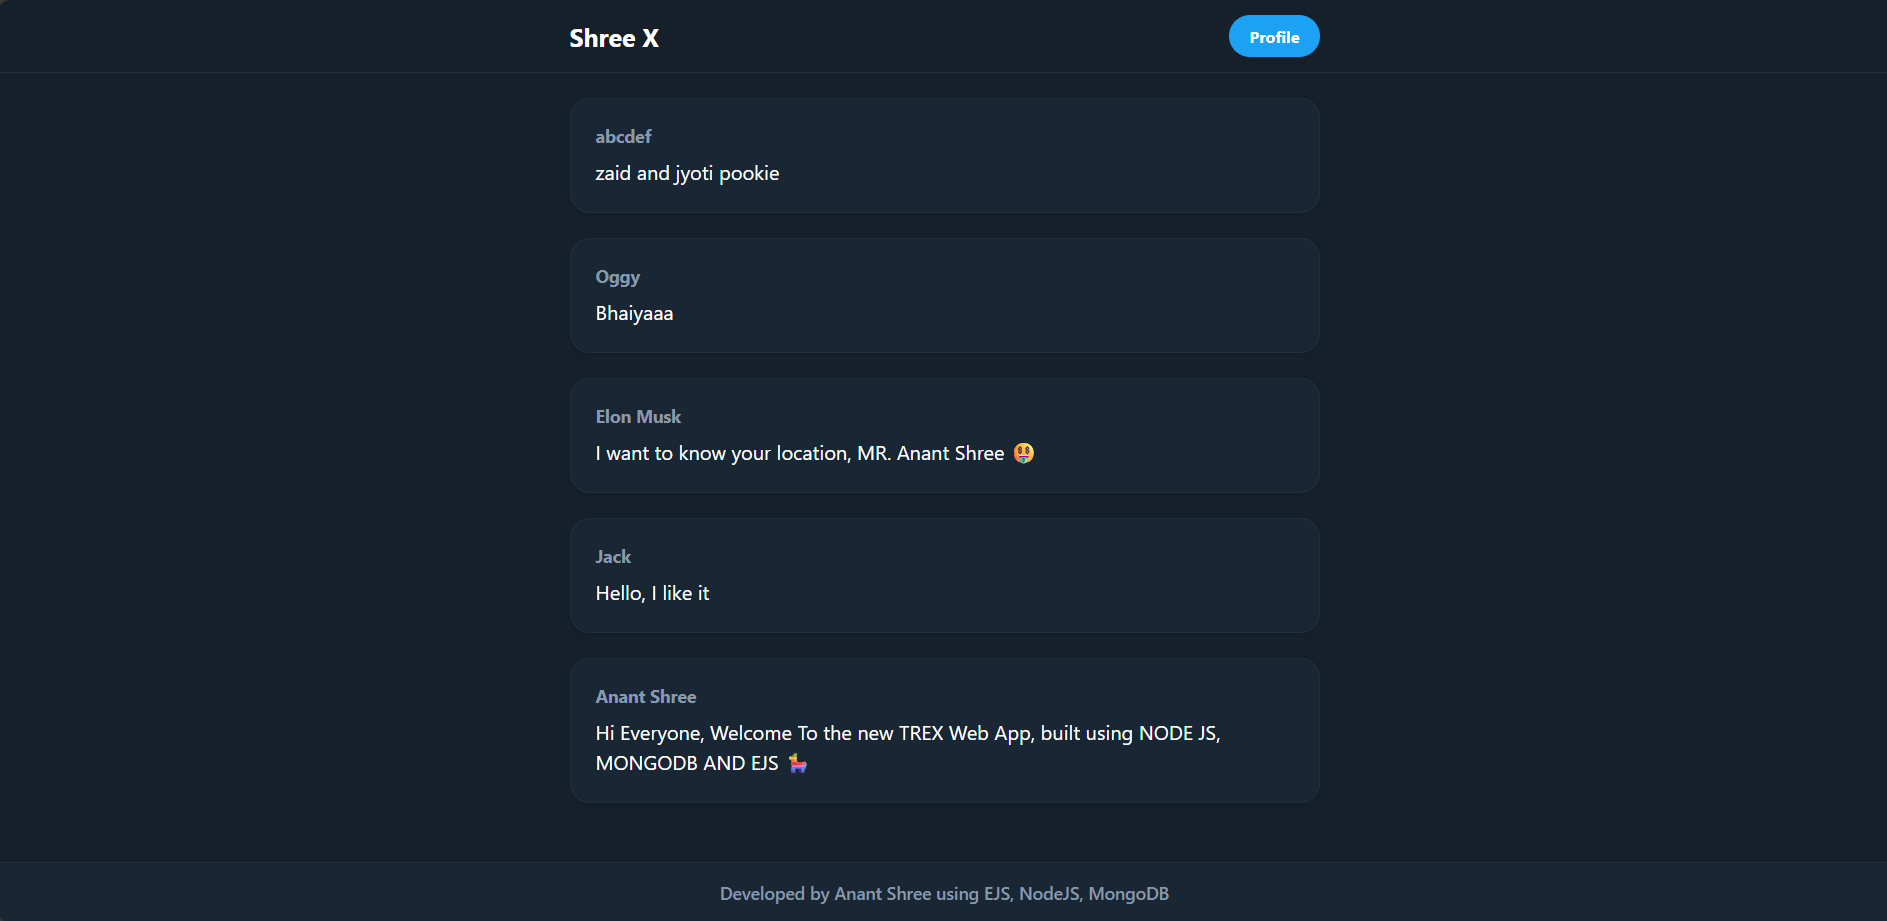 Shree X
Profile
abcdef
zaid and jyoti pookie
Oggy
Bhaiyaaa
Elon Musk
I want to know your location, MR. Anant Shree 🤑
Jack
Hello, I like it
Anant Shree
Hi Everyone, Welcome To the new TREX Web App, built using NODE JS,
MONGODB AND EJS 🪅
Developed by Anant Shree using EJS, NodeJS, MongoDB